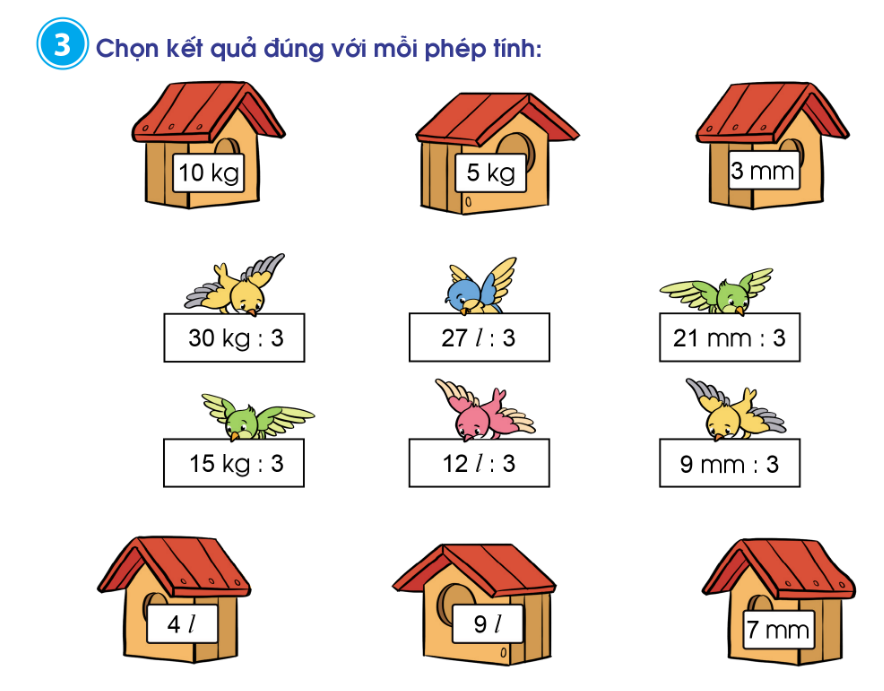 3 Chọn kết quả đúng với mỗi phép tính:
10 kg 5 kg 3 mm
30 kg : 3 27 l : 3 21 mm : 3
15 kg : 3 12 l : 3 9 mm : 3
4 l 9 l 7 mm